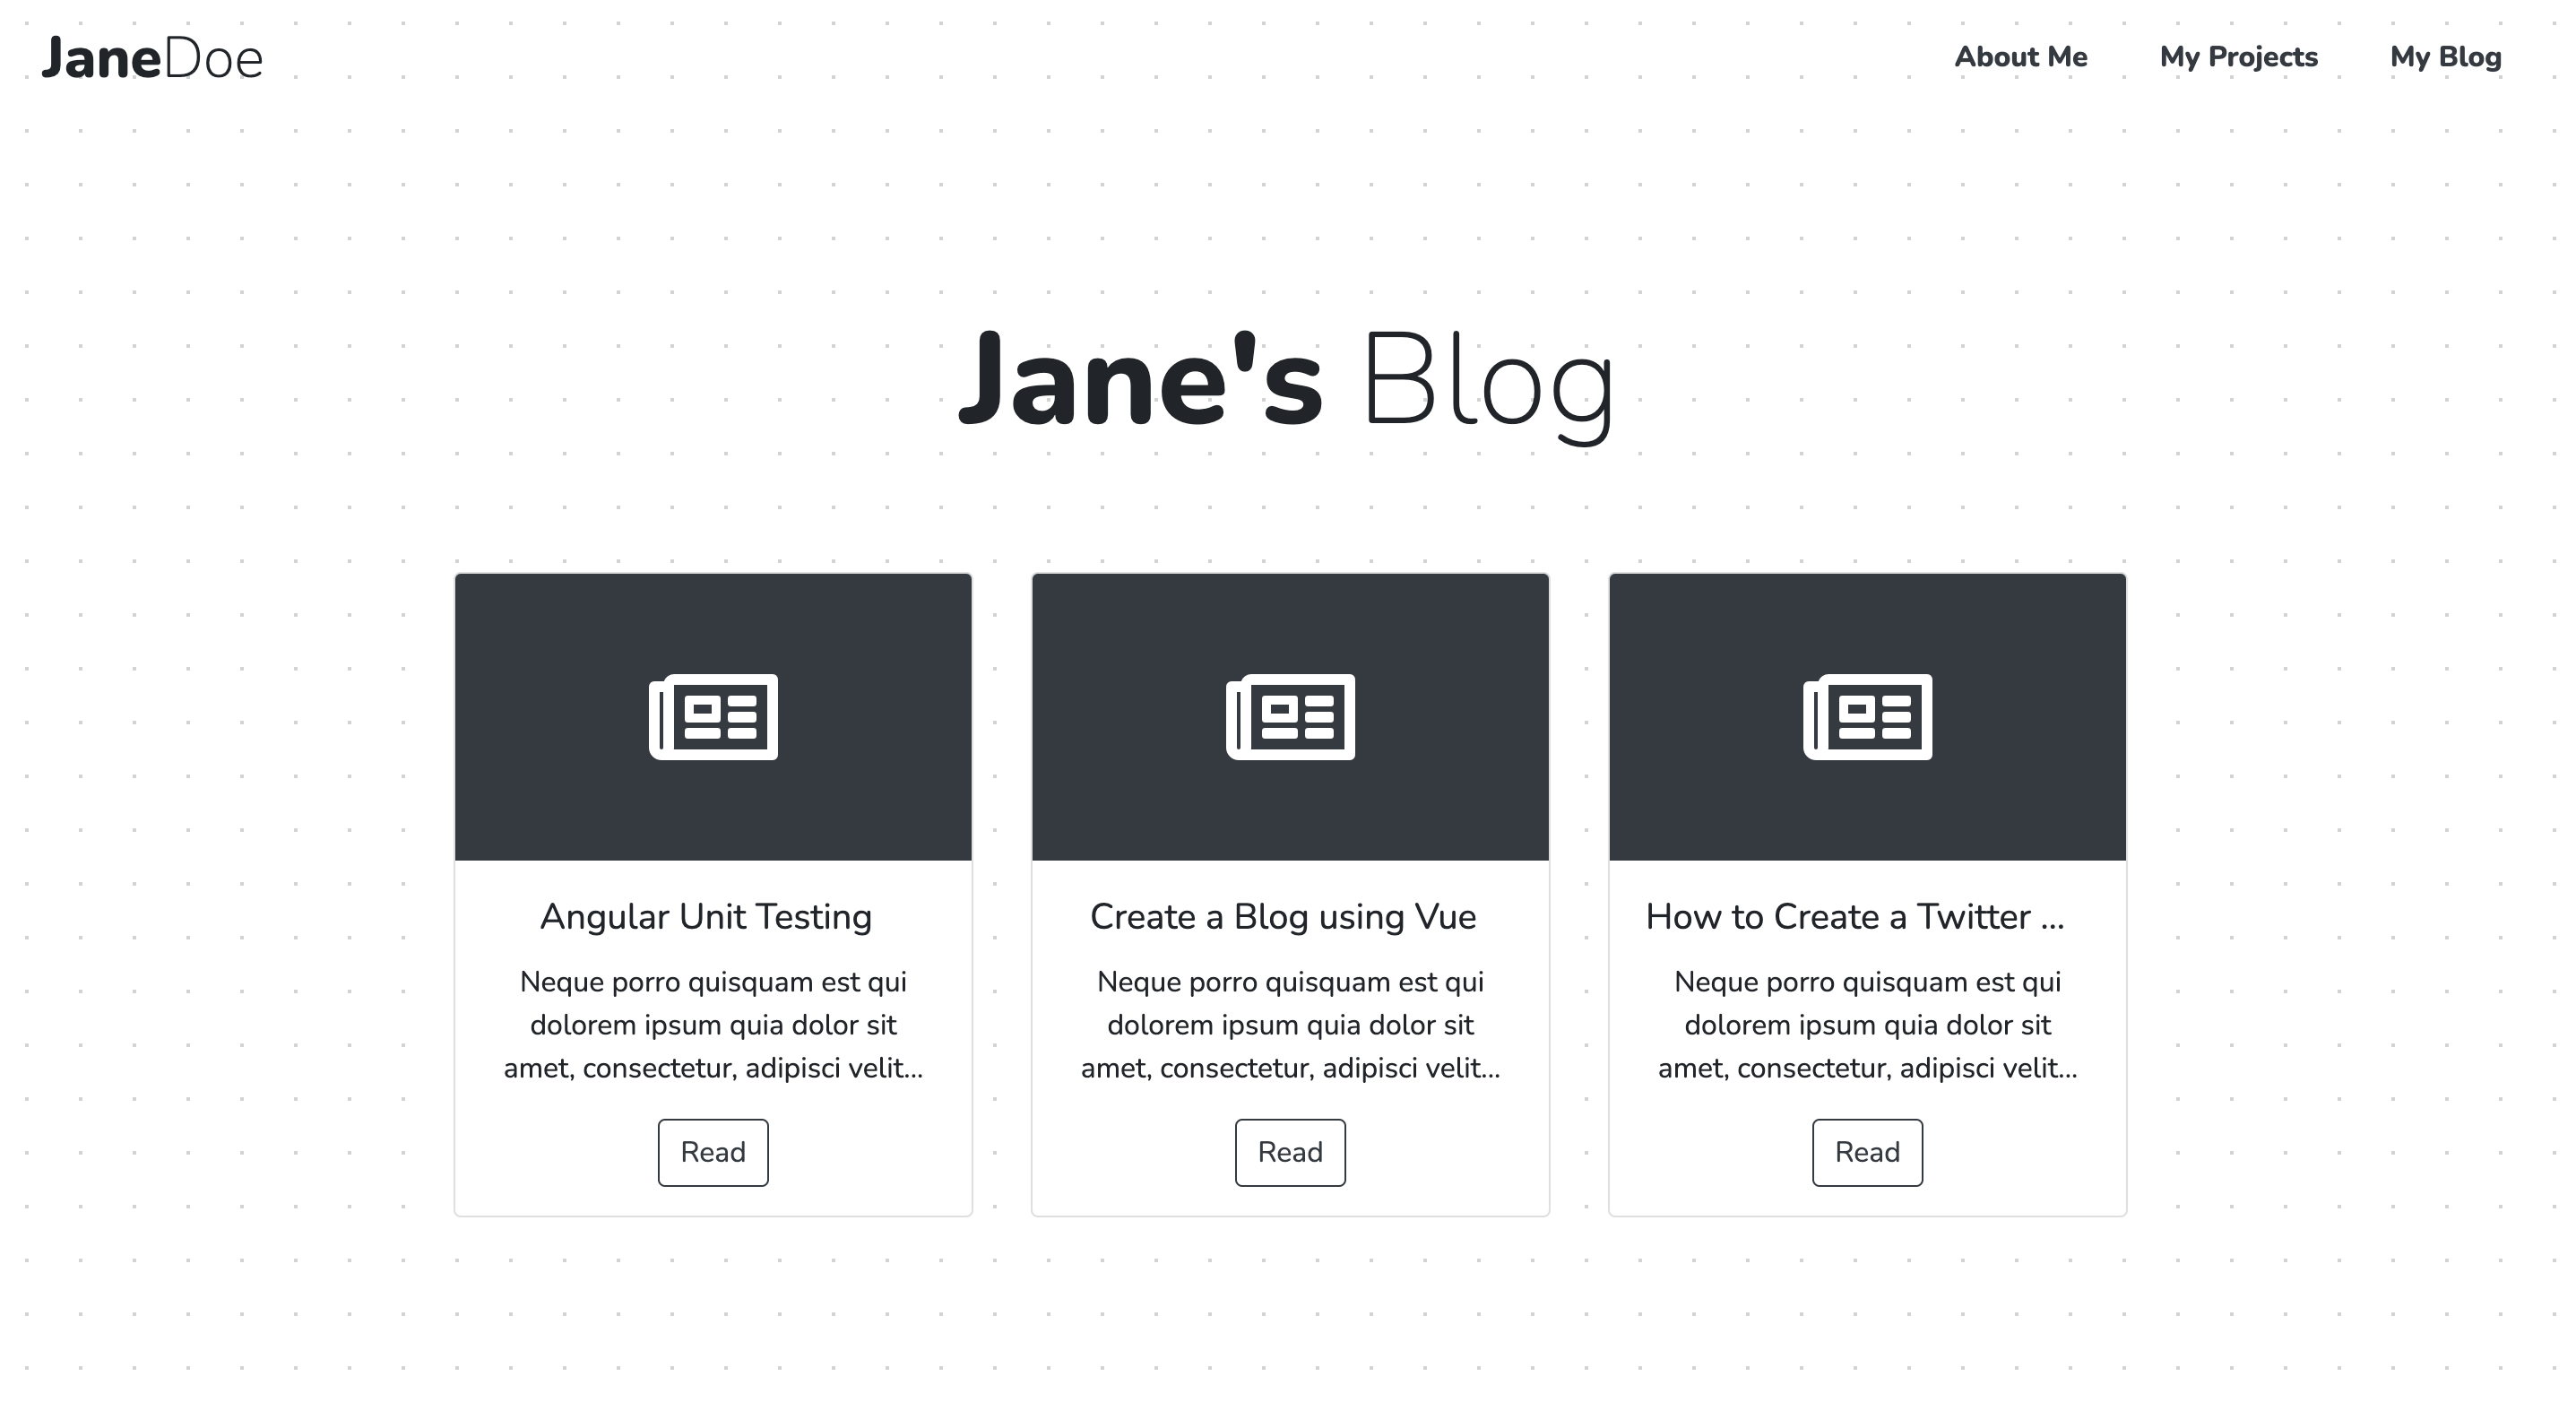 JaneDoe
About Me
My Projects
My Blog
Jane's Blog
Angular Unit Testing
Neque porro quisquam est qui
dolorem ipsum quia dolor sit
amet, consectetur, adipisci velit...
Read
Create a Blog using Vue
Neque porro quisquam est qui
dolorem ipsum quia dolor sit
amet, consectetur, adipisci velit...
Read
How to Create a Twitter ...
Neque porro quisquam est qui
dolorem ipsum quia dolor sit
amet, consectetur, adipisci velit...
Read